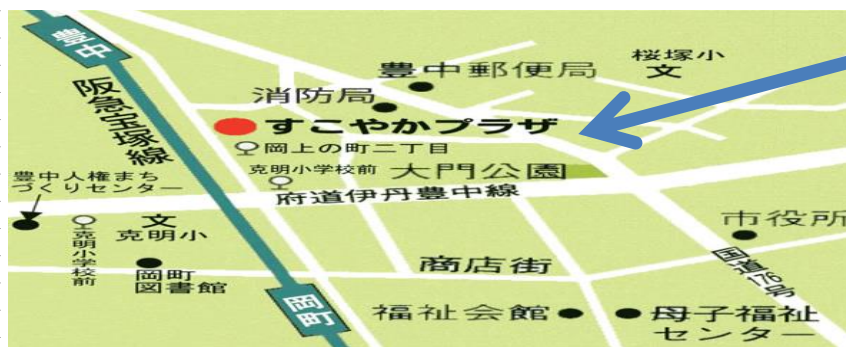 豊中
阪急宝塚線
桜塚小
文
豊中郵便局
消防局
すこやかプラザ
岡上の町二丁目
克明小学校前
大門公園
府道伊丹豊中線
豊中人権まち
づくりセンター
文
克明小
克明小学校前
岡町
図書館
市役所
国道176号
商店街
岡町
福祉会館
母子福祉
センター